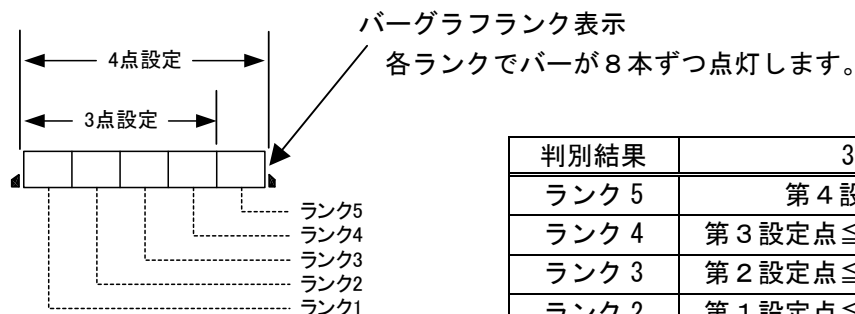 バーグラフランク表示
各ランクでバーが８本ずつ点灯します。
4点設定
3点設定
ランク5
ランク4
ランク3
ランク2
ランク1
判別結果 3
ランク５ 第４設
ランク４ 第３設定点≦
ランク３ 第２設定点≦
ランク２ 第１設定点≦